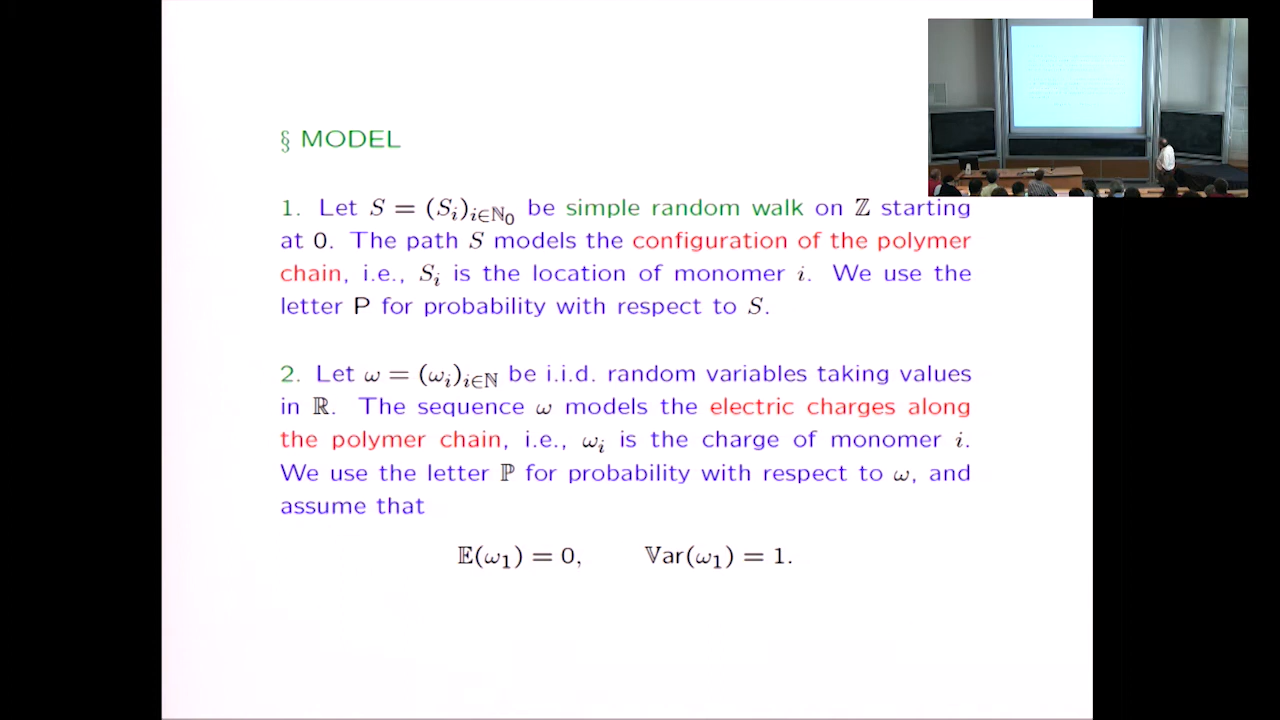 § MODEL
1. Let S = (S_i)_{i∈ℕ_0} be simple random walk on ℤ starting
at 0. The path S models the configuration of the polymer
chain, i.e., S_i is the location of monomer i. We use the
letter P for probability with respect to S.
2. Let ω = (ω_i)_{i∈ℕ} be i.i.d. random variables taking values
in ℝ. The sequence ω models the electric charges along
the polymer chain, i.e., ω_i is the charge of monomer i.
We use the letter ℙ for probability with respect to ω, and
assume that
𝔼(ω_1) = 0, 𝕍ar(ω_1) = 1.